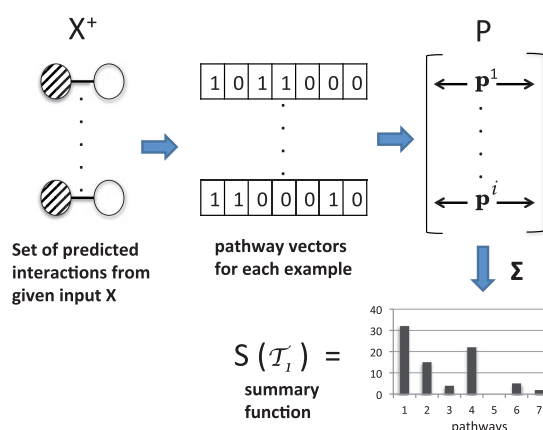 X+
P
1 0 1 1 0 0 0
p1
1 1 0 0 0 1 0
pi
Set of predicted
interactions from
given input X
pathway vectors
for each example
Σ
S ( 𝒯1 ) =
summary
function
40
30
20
10
0
1 2 3 4 5 6 7
pathways